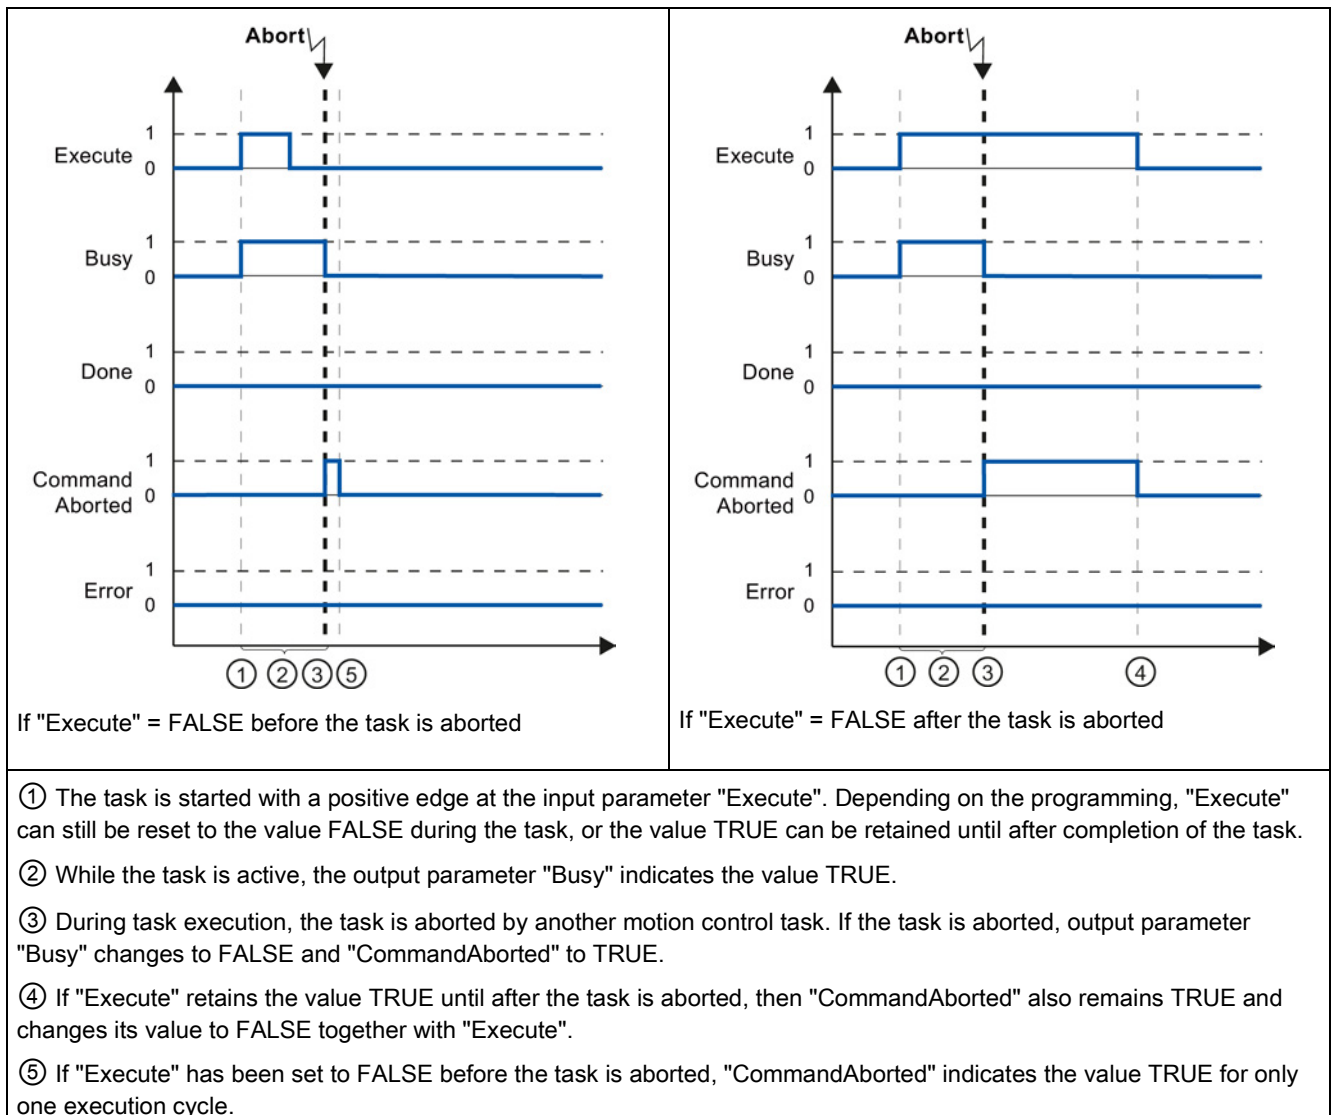 Abort
1
Execute
0
1
Busy
0
1
Done
0
1
Command
Aborted
0
1
Error
0
① ② ③ ⑤
If "Execute" = FALSE before the task is aborted
Abort
1
Execute
0
1
Busy
0
1
Done
0
1
Command
Aborted
0
1
Error
0
① ② ③ ④
If "Execute" = FALSE after the task is aborted
① The task is started with a positive edge at the input parameter "Execute". Depending on the programming, "Execute"
can still be reset to the value FALSE during the task, or the value TRUE can be retained until after completion of the task.
② While the task is active, the output parameter "Busy" indicates the value TRUE.
③ During task execution, the task is aborted by another motion control task. If the task is aborted, output parameter
"Busy" changes to FALSE and "CommandAborted" to TRUE.
④ If "Execute" retains the value TRUE until after the task is aborted, then "CommandAborted" also remains TRUE and
changes its value to FALSE together with "Execute".
⑤ If "Execute" has been set to FALSE before the task is aborted, "CommandAborted" indicates the value TRUE for only
one execution cycle.